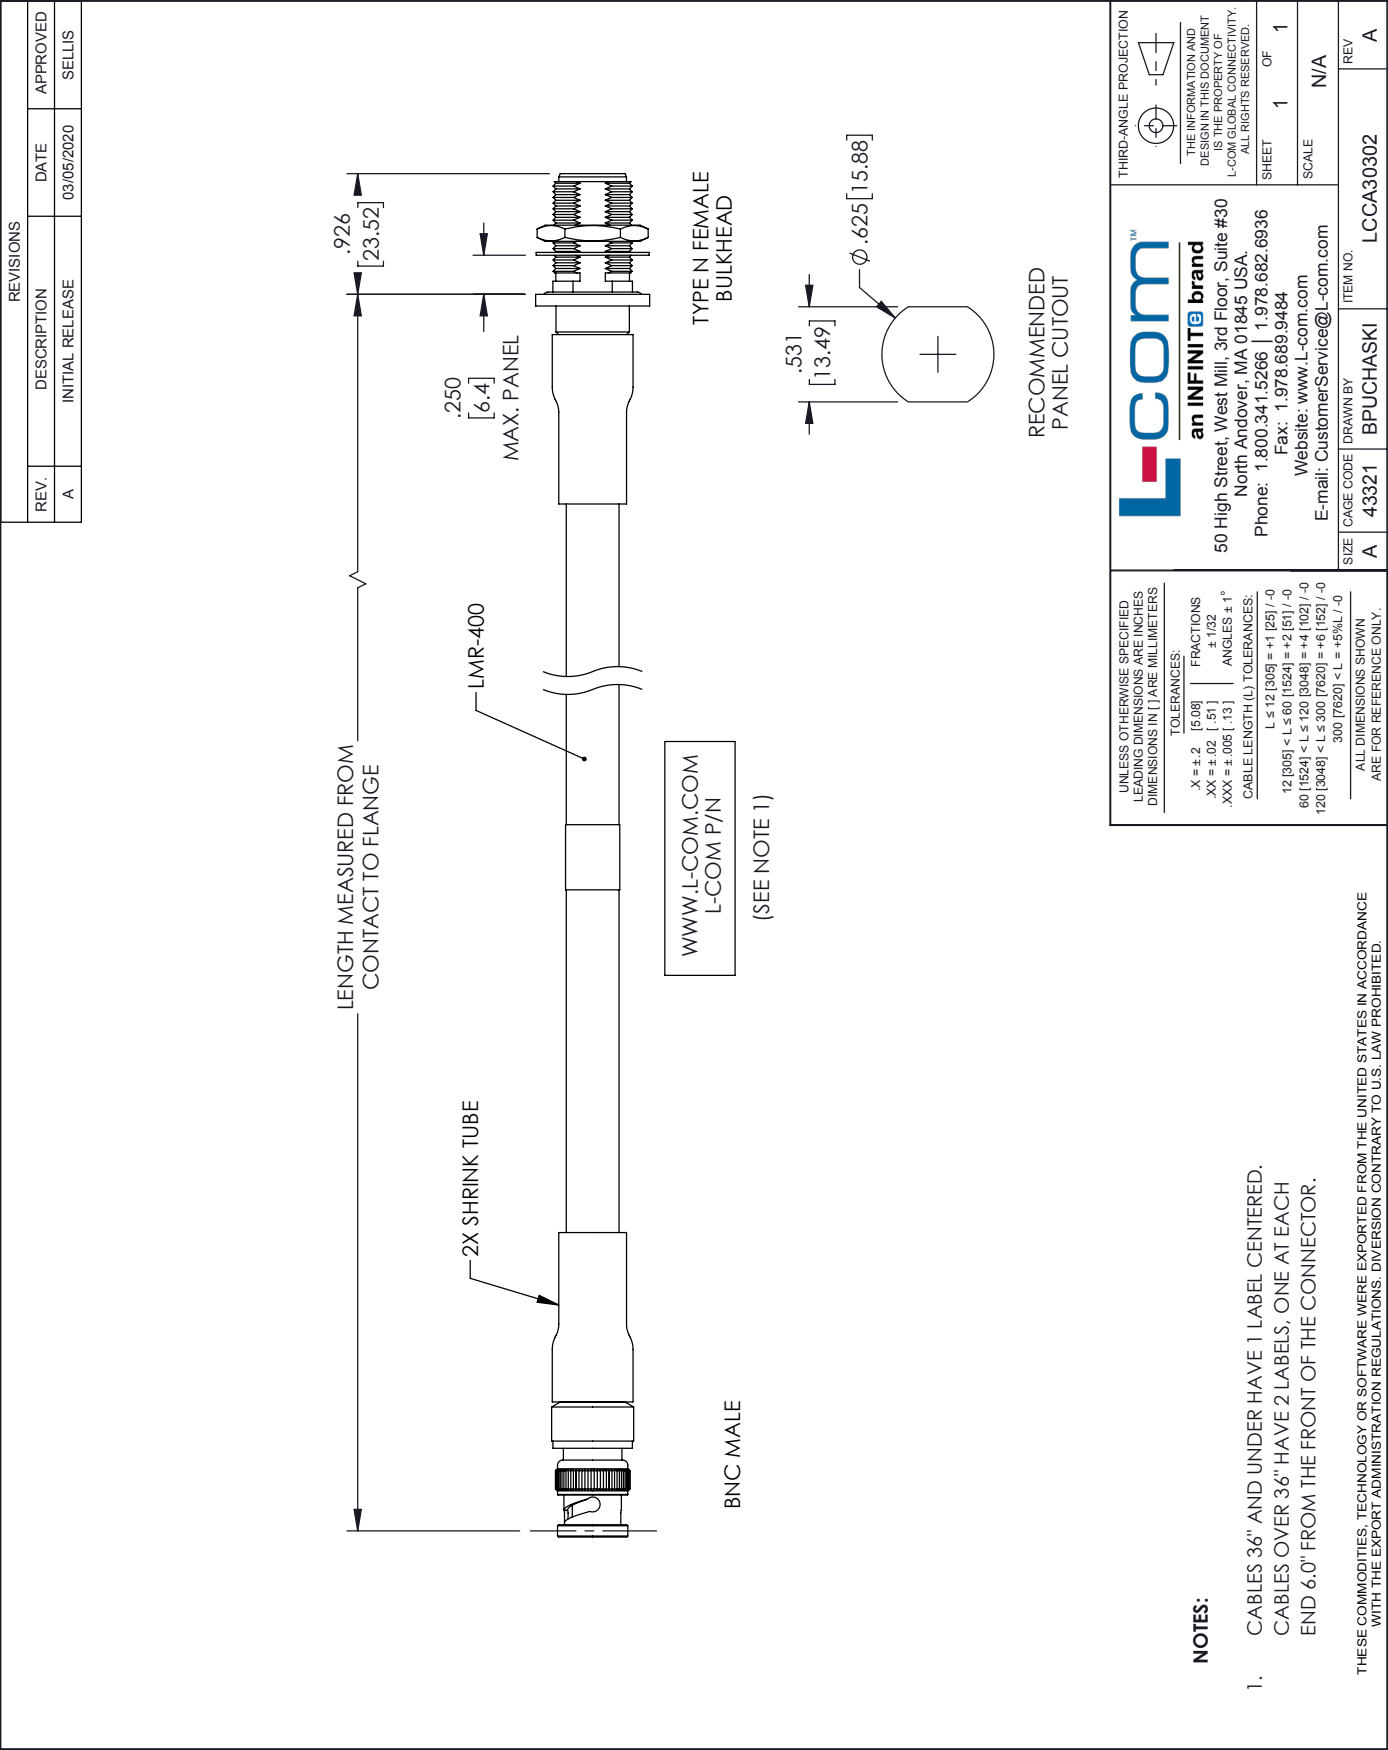 REVISIONS
REV.
DESCRIPTION
DATE
APPROVED
A
INITIAL RELEASE
03/05/2020
SELLIS
LENGTH MEASURED FROM
CONTACT TO FLANGE
.926
[23.52]
.250
[6.4]
MAX. PANEL
2X SHRINK TUBE
LMR-400
BNC MALE
WWW.L-COM.COM
L-COM P/N
(SEE NOTE 1)
TYPE N FEMALE
BULKHEAD
.531
[13.49]
Ø.625[15.88]
RECOMMENDED
PANEL CUTOUT
NOTES:
1. CABLES 36" AND UNDER HAVE 1 LABEL CENTERED.
CABLES OVER 36" HAVE 2 LABELS, ONE AT EACH
END 6.0" FROM THE FRONT OF THE CONNECTOR.
THESE COMMODITIES, TECHNOLOGY OR SOFTWARE WERE EXPORTED FROM THE UNITED STATES IN ACCORDANCE
WITH THE EXPORT ADMINISTRATION REGULATIONS. DIVERSION CONTRARY TO U.S. LAW PROHIBITED.
UNLESS OTHERWISE SPECIFIED
LEADING DIMENSIONS ARE INCHES
DIMENSIONS IN [ ] ARE MILLIMETERS
TOLERANCES:
.X = ± .2 [5.08]
.XX = ± .02 [ .51 ]
.XXX = ± .005 [ .13 ]
FRACTIONS
± 1/32
ANGLES ± 1°
CABLE LENGTH (L) TOLERANCES:
L ≤ 12 [305] = +1 [25] / -0
12 [305] < L ≤ 60 [1524] = +2 [51] / -0
60 [1524] < L ≤ 120 [3048] = +4 [102] / -0
120 [3048] < L ≤ 300 [7620] = +6 [152] / -0
300 [7620] < L = +5%L / -0
ALL DIMENSIONS SHOWN
ARE FOR REFERENCE ONLY.
L-com™
an INFINITe brand
50 High Street, West Mill, 3rd Floor, Suite #30
North Andover, MA 01845 USA.
Phone: 1.800.341.5266 | 1.978.682.6936
Fax: 1.978.689.9484
Website: www.L-com.com
E-mail: CustomerService@L-com.com
THIRD-ANGLE PROJECTION
THE INFORMATION AND
DESIGN IN THIS DOCUMENT
IS THE PROPERTY OF
L-COM GLOBAL CONNECTIVITY.
ALL RIGHTS RESERVED.
SHEET 1 OF 1
SCALE N/A
SIZE
A
CAGE CODE
43321
DRAWN BY
BPUCHASKI
ITEM NO.
LCCA30302
REV
A